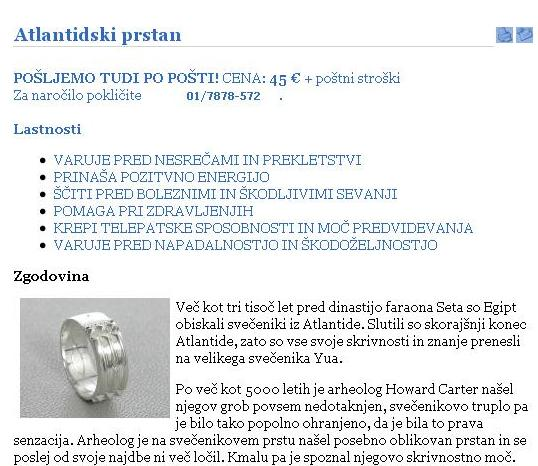 Atlantidski prstan
POŠLJEMO TUDI PO POŠTI! CENA: 45 € + poštni stroški
Za naročilo pokličite 01/7878-572 .
Lastnosti
• VARUJE PRED NESREČAMI IN PREKLETSTVI
• PRINAŠA POZITVNO ENERGIJO
• ŠČITI PRED BOLEZNIMI IN ŠKODLJIVIMI SEVANJI
• POMAGA PRI ZDRAVLJENJIH
• KREPI TELEPATSKE SPOSOBNOSTI IN MOČ PREDVIDEVANJA
• VARUJE PRED NAPADALNOSTJO IN ŠKODOŽELJNOSTJO
Zgodovina
Več kot tri tisoč let pred dinastijo faraona Seta so Egipt
obiskali svečeniki iz Atlantide. Slutili so skorajšnji konec
Atlantide, zato so vse svoje skrivnosti in znanje prenesli
na velikega svečenika Yua.
Po več kot 5000 letih je arheolog Howard Carter našel
njegov grob povsem nedotaknjen, svečenikovo truplo pa
je bilo tako popolno ohranjeno, da je bila to prava
senzacija. Arheolog je na svečenikovem prstu našel posebno oblikovan prstan in se
poslej od svoje najdbe ni več ločil. Kmalu pa je spoznal njegovo skrivnostno moč.